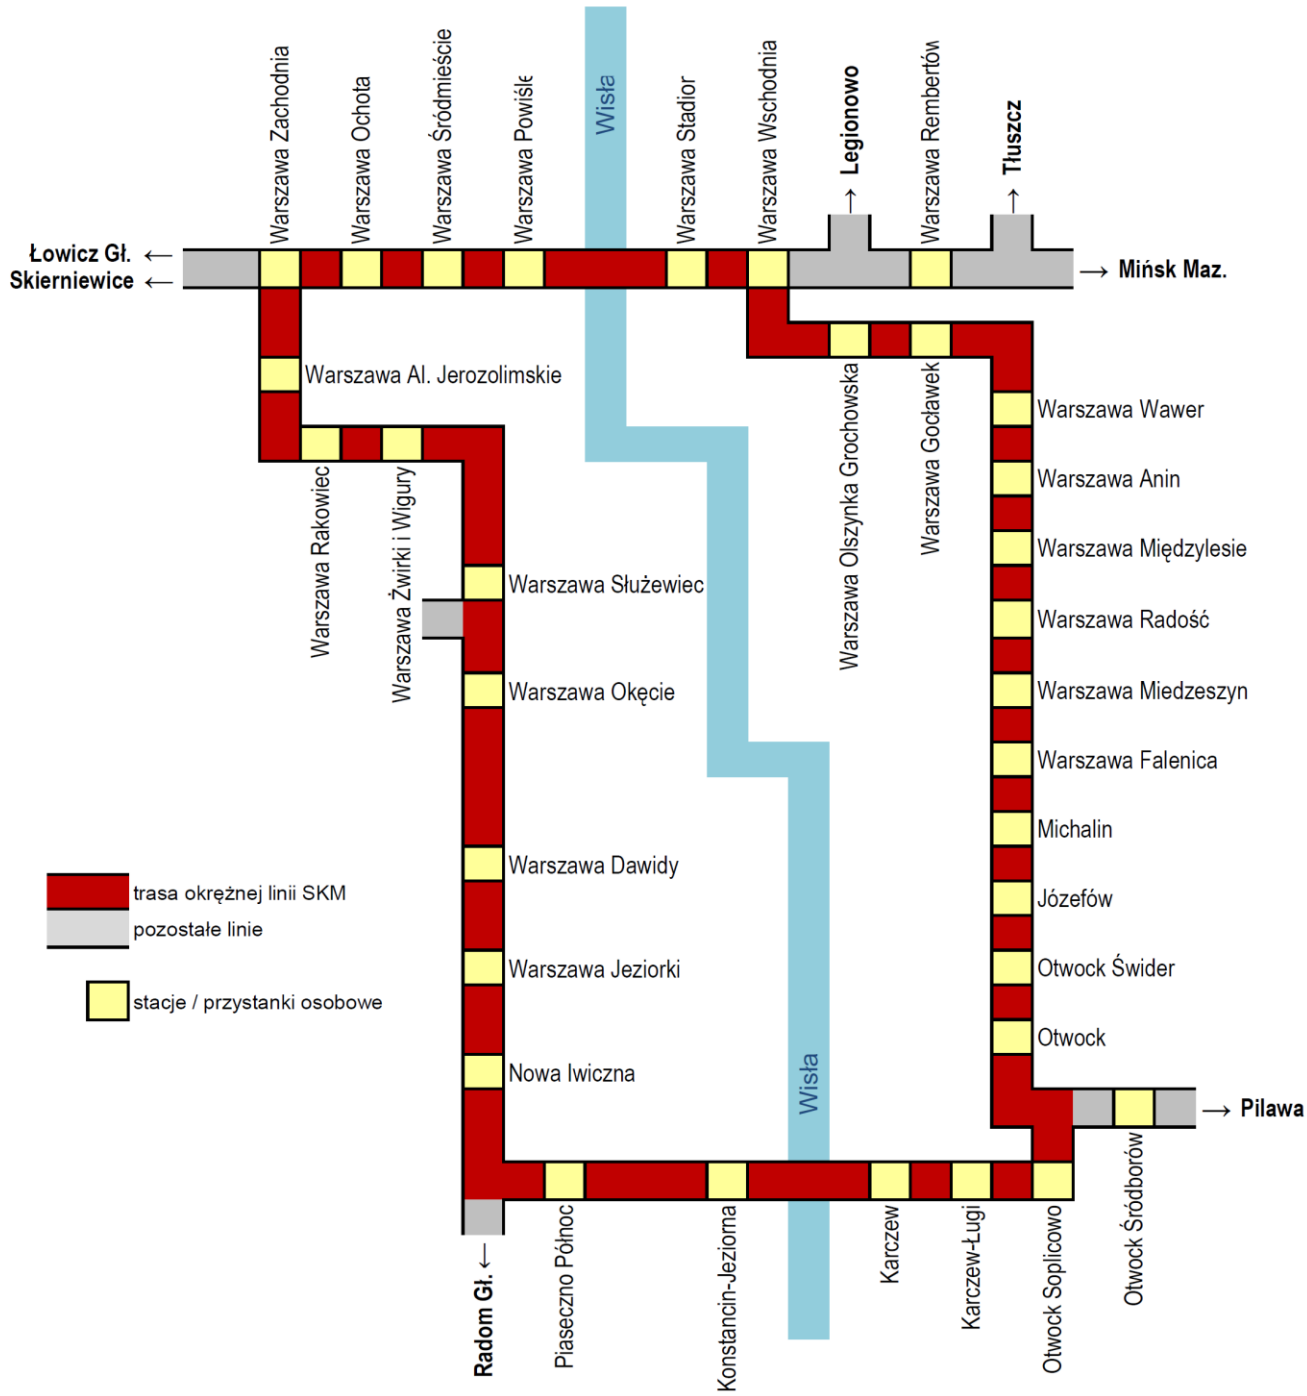 Warszawa Zachodnia
Warszawa Ochota
Warszawa Śródmieście
Warszawa Powiśle
Wisła
Warszawa Stadior
Warszawa Wschodnia
→ Legionowo
Warszawa Rembertów
→ Tłuszcz
Łowicz Gł. ←
Skierniewice ←
→ Mińsk Maz.
Warszawa Al. Jerozolimskie
Warszawa Rakowiec
Warszawa Żwirki i Wigury
Warszawa Olszynka Grochowska
Warszawa Gocławek
Warszawa Wawer
Warszawa Anin
Warszawa Międzylesie
Warszawa Służewiec
Warszawa Radość
Warszawa Okęcie
Warszawa Miedzeszyn
Warszawa Falenica
Michalin
Warszawa Dawidy
trasa okrężnej linii SKM
Józefów
pozostałe linie
Warszawa Jeziorki
Otwock Świder
stacje / przystanki osobowe
Otwock
Nowa Iwiczna
Wisła
→ Pilawa
Radom Gł. ←
Piaseczno Północ
Konstancin-Jeziorna
Karczew
Karczew-Ługi
Otwock Soplicowo
Otwock Śródborów